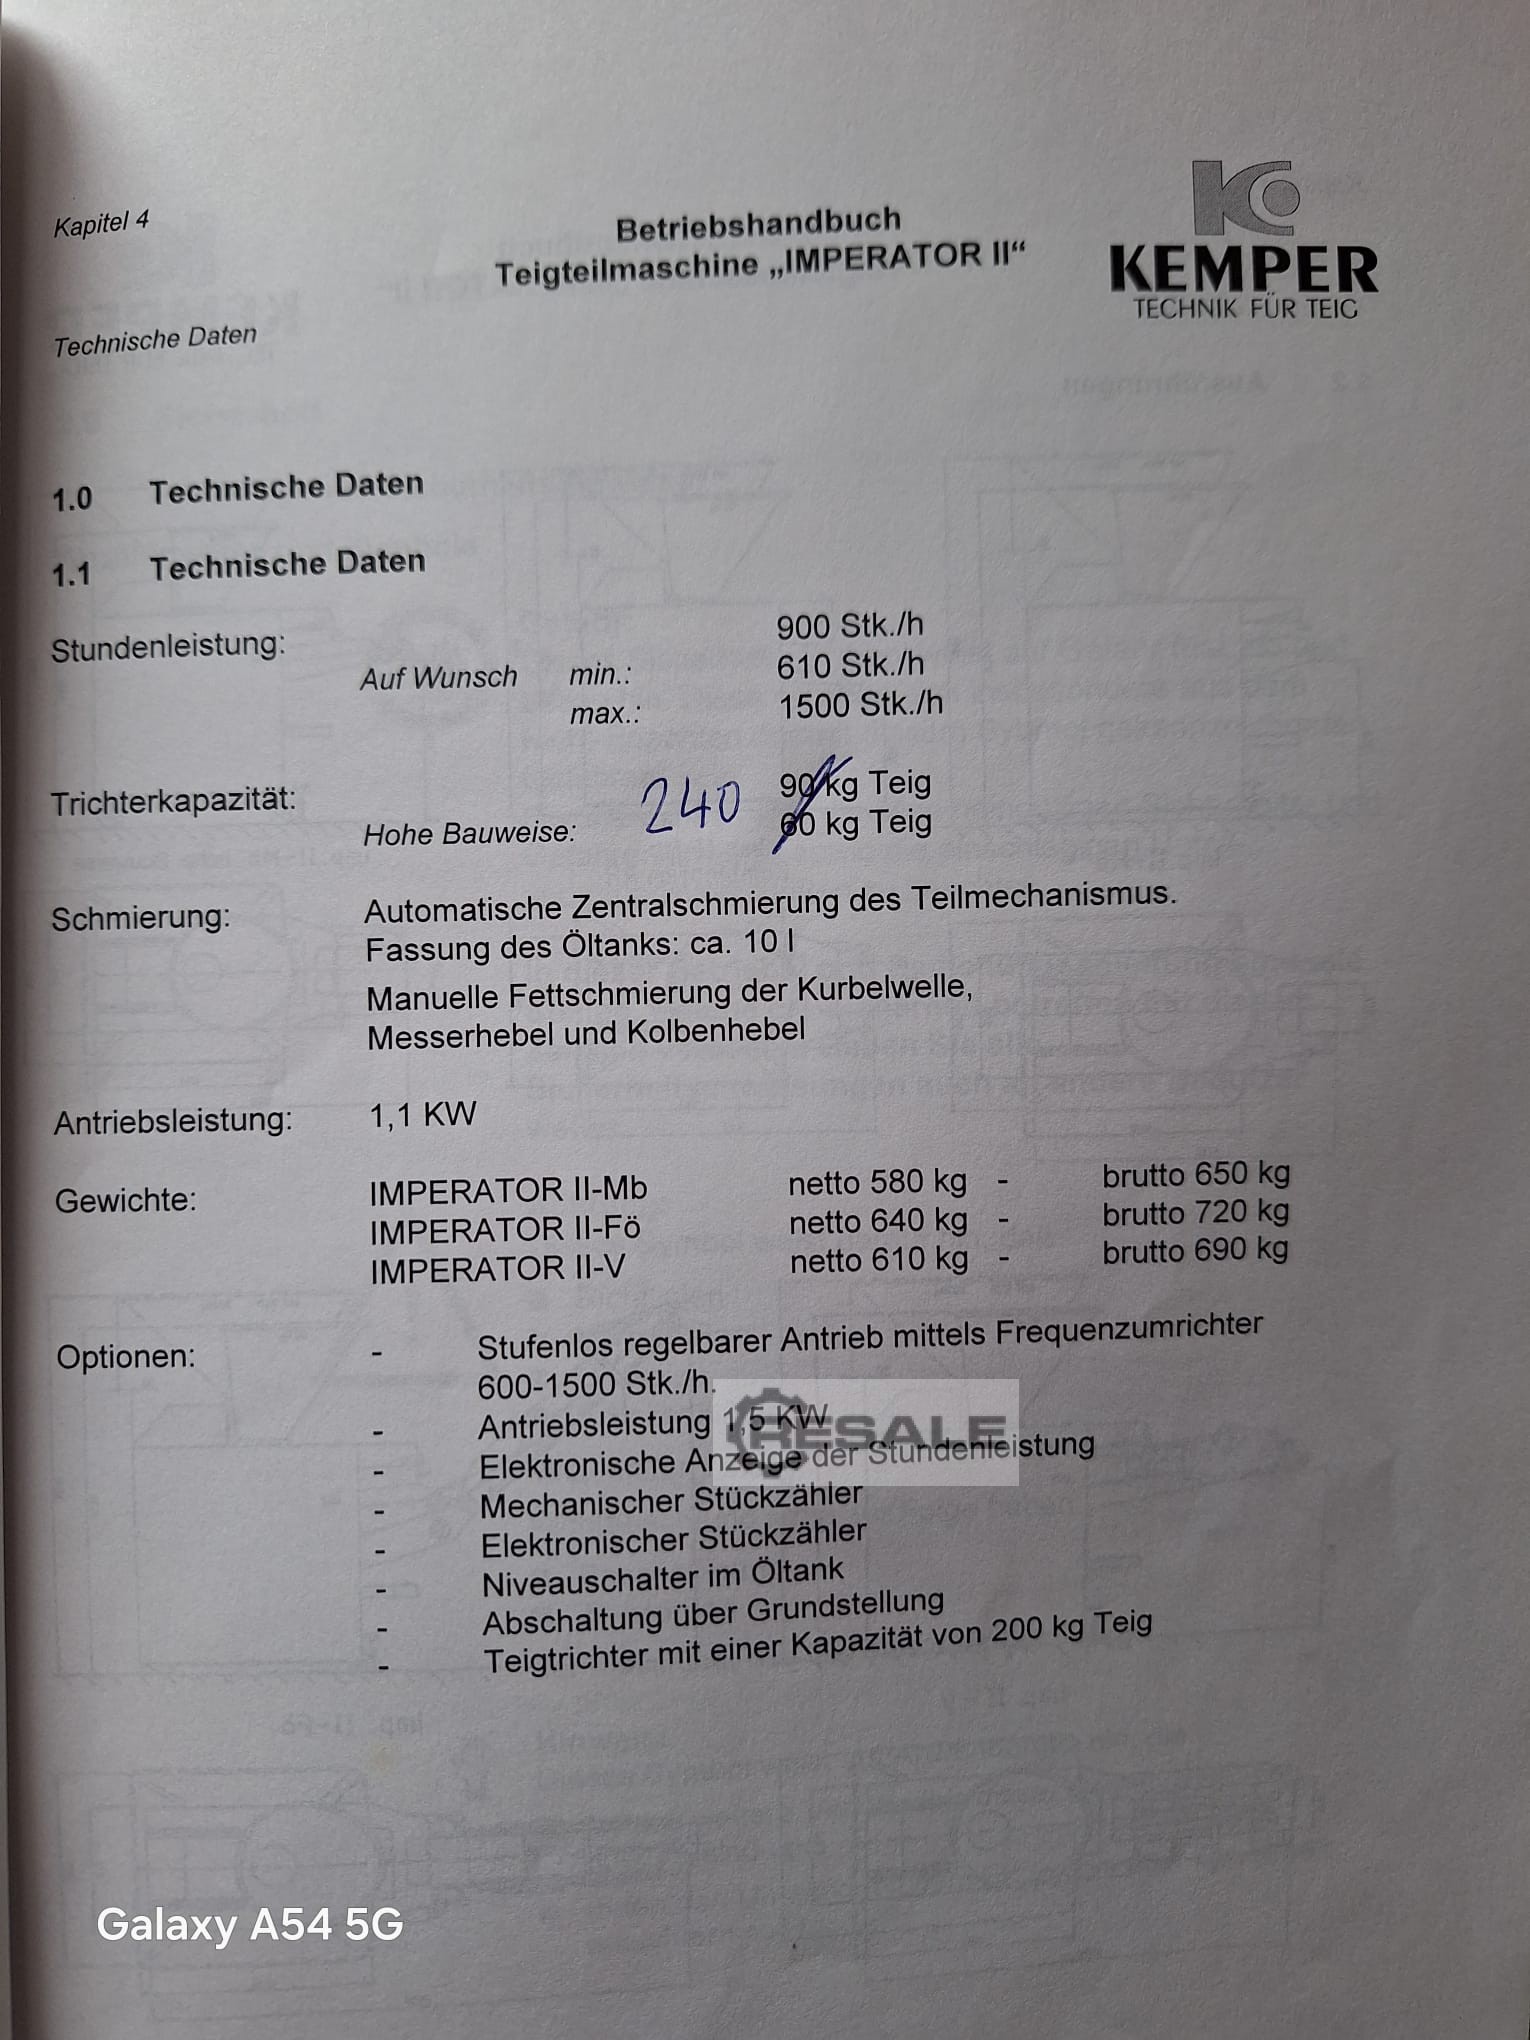 Kapitel 4
Betriebshandbuch
Teigteilmaschine „IMPERATOR II“
KEMPER
TECHNIK FÜR TEIG
Technische Daten
1.0 Technische Daten
1.1 Technische Daten
Stundenleistung: 900 Stk./h
Auf Wunsch min.: 610 Stk./h
max.: 1500 Stk./h
Trichterkapazität: 240 90 kg Teig
Hohe Bauweise: 60 kg Teig
Schmierung: Automatische Zentralschmierung des Teilmechanismus.
Fassung des Öltanks: ca. 10 l
Manuelle Fettschmierung der Kurbelwelle,
Messerhebel und Kolbenhebel
Antriebsleistung: 1,1 KW
Gewichte: IMPERATOR II-Mb netto 580 kg - brutto 650 kg
IMPERATOR II-Fö netto 640 kg - brutto 720 kg
IMPERATOR II-V netto 610 kg - brutto 690 kg
Optionen: - Stufenlos regelbarer Antrieb mittels Frequenzumrichter
600-1500 Stk./h.
- Antriebsleistung 1,5 KW
RESALE
- Elektronische Anzeige der Stundenleistung
- Mechanischer Stückzähler
- Elektronischer Stückzähler
- Niveauschalter im Öltank
- Abschaltung über Grundstellung
- Teigtrichter mit einer Kapazität von 200 kg Teig
Galaxy A54 5G